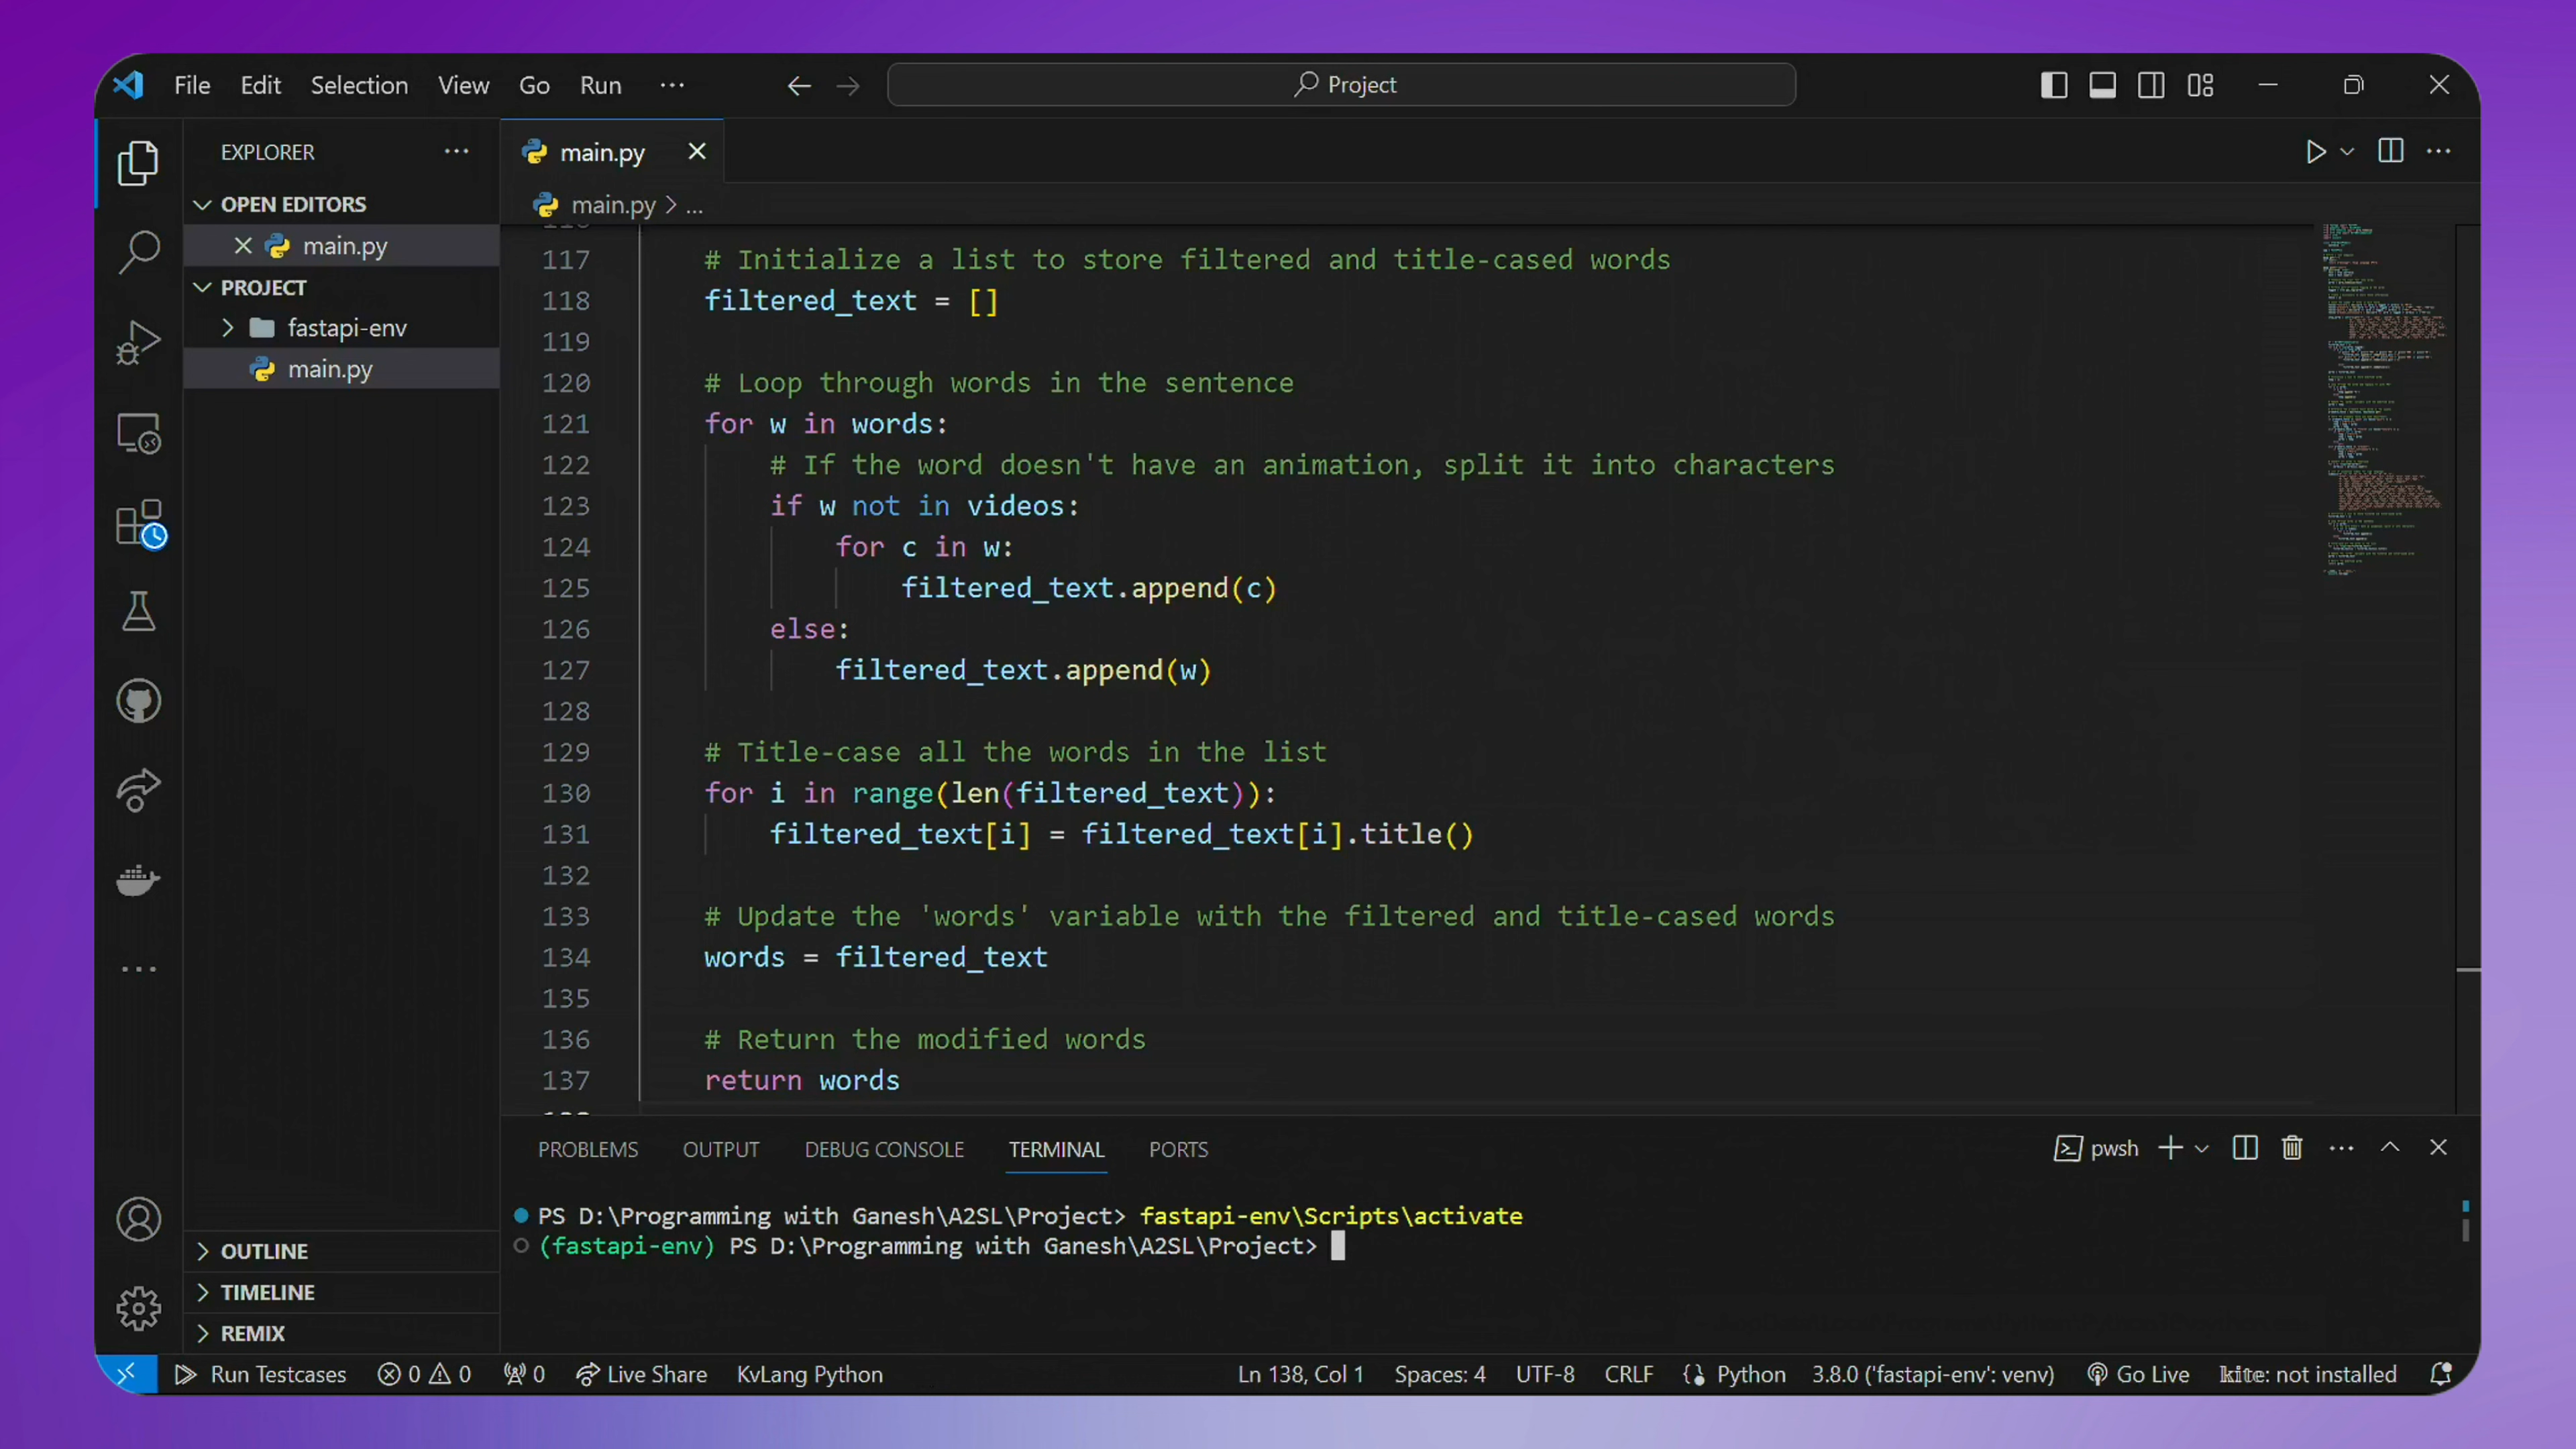 File Edit Selection View Go Run ···
Project
EXPLORER ···
OPEN EDITORS
main.py
PROJECT
fastapi-env
main.py
OUTLINE
TIMELINE
REMIX
main.py
main.py > ...
117 # Initialize a list to store filtered and title-cased words
118 filtered_text = []
119
120 # Loop through words in the sentence
121 for w in words:
122 # If the word doesn't have an animation, split it into characters
123 if w not in videos:
124 for c in w:
125 filtered_text.append(c)
126 else:
127 filtered_text.append(w)
128
129 # Title-case all the words in the list
130 for i in range(len(filtered_text)):
131 filtered_text[i] = filtered_text[i].title()
132
133 # Update the 'words' variable with the filtered and title-cased words
134 words = filtered_text
135
136 # Return the modified words
137 return words
PROBLEMS OUTPUT DEBUG CONSOLE TERMINAL PORTS
pwsh
PS D:\Programming with Ganesh\A2SL\Project> fastapi-env\Scripts\activate
(fastapi-env) PS D:\Programming with Ganesh\A2SL\Project>
Run Testcases 0 0 0 Live Share KvLang Python Ln 138, Col 1 Spaces: 4 UTF-8 CRLF Python 3.8.0 ('fastapi-env': venv) Go Live kite: not installed